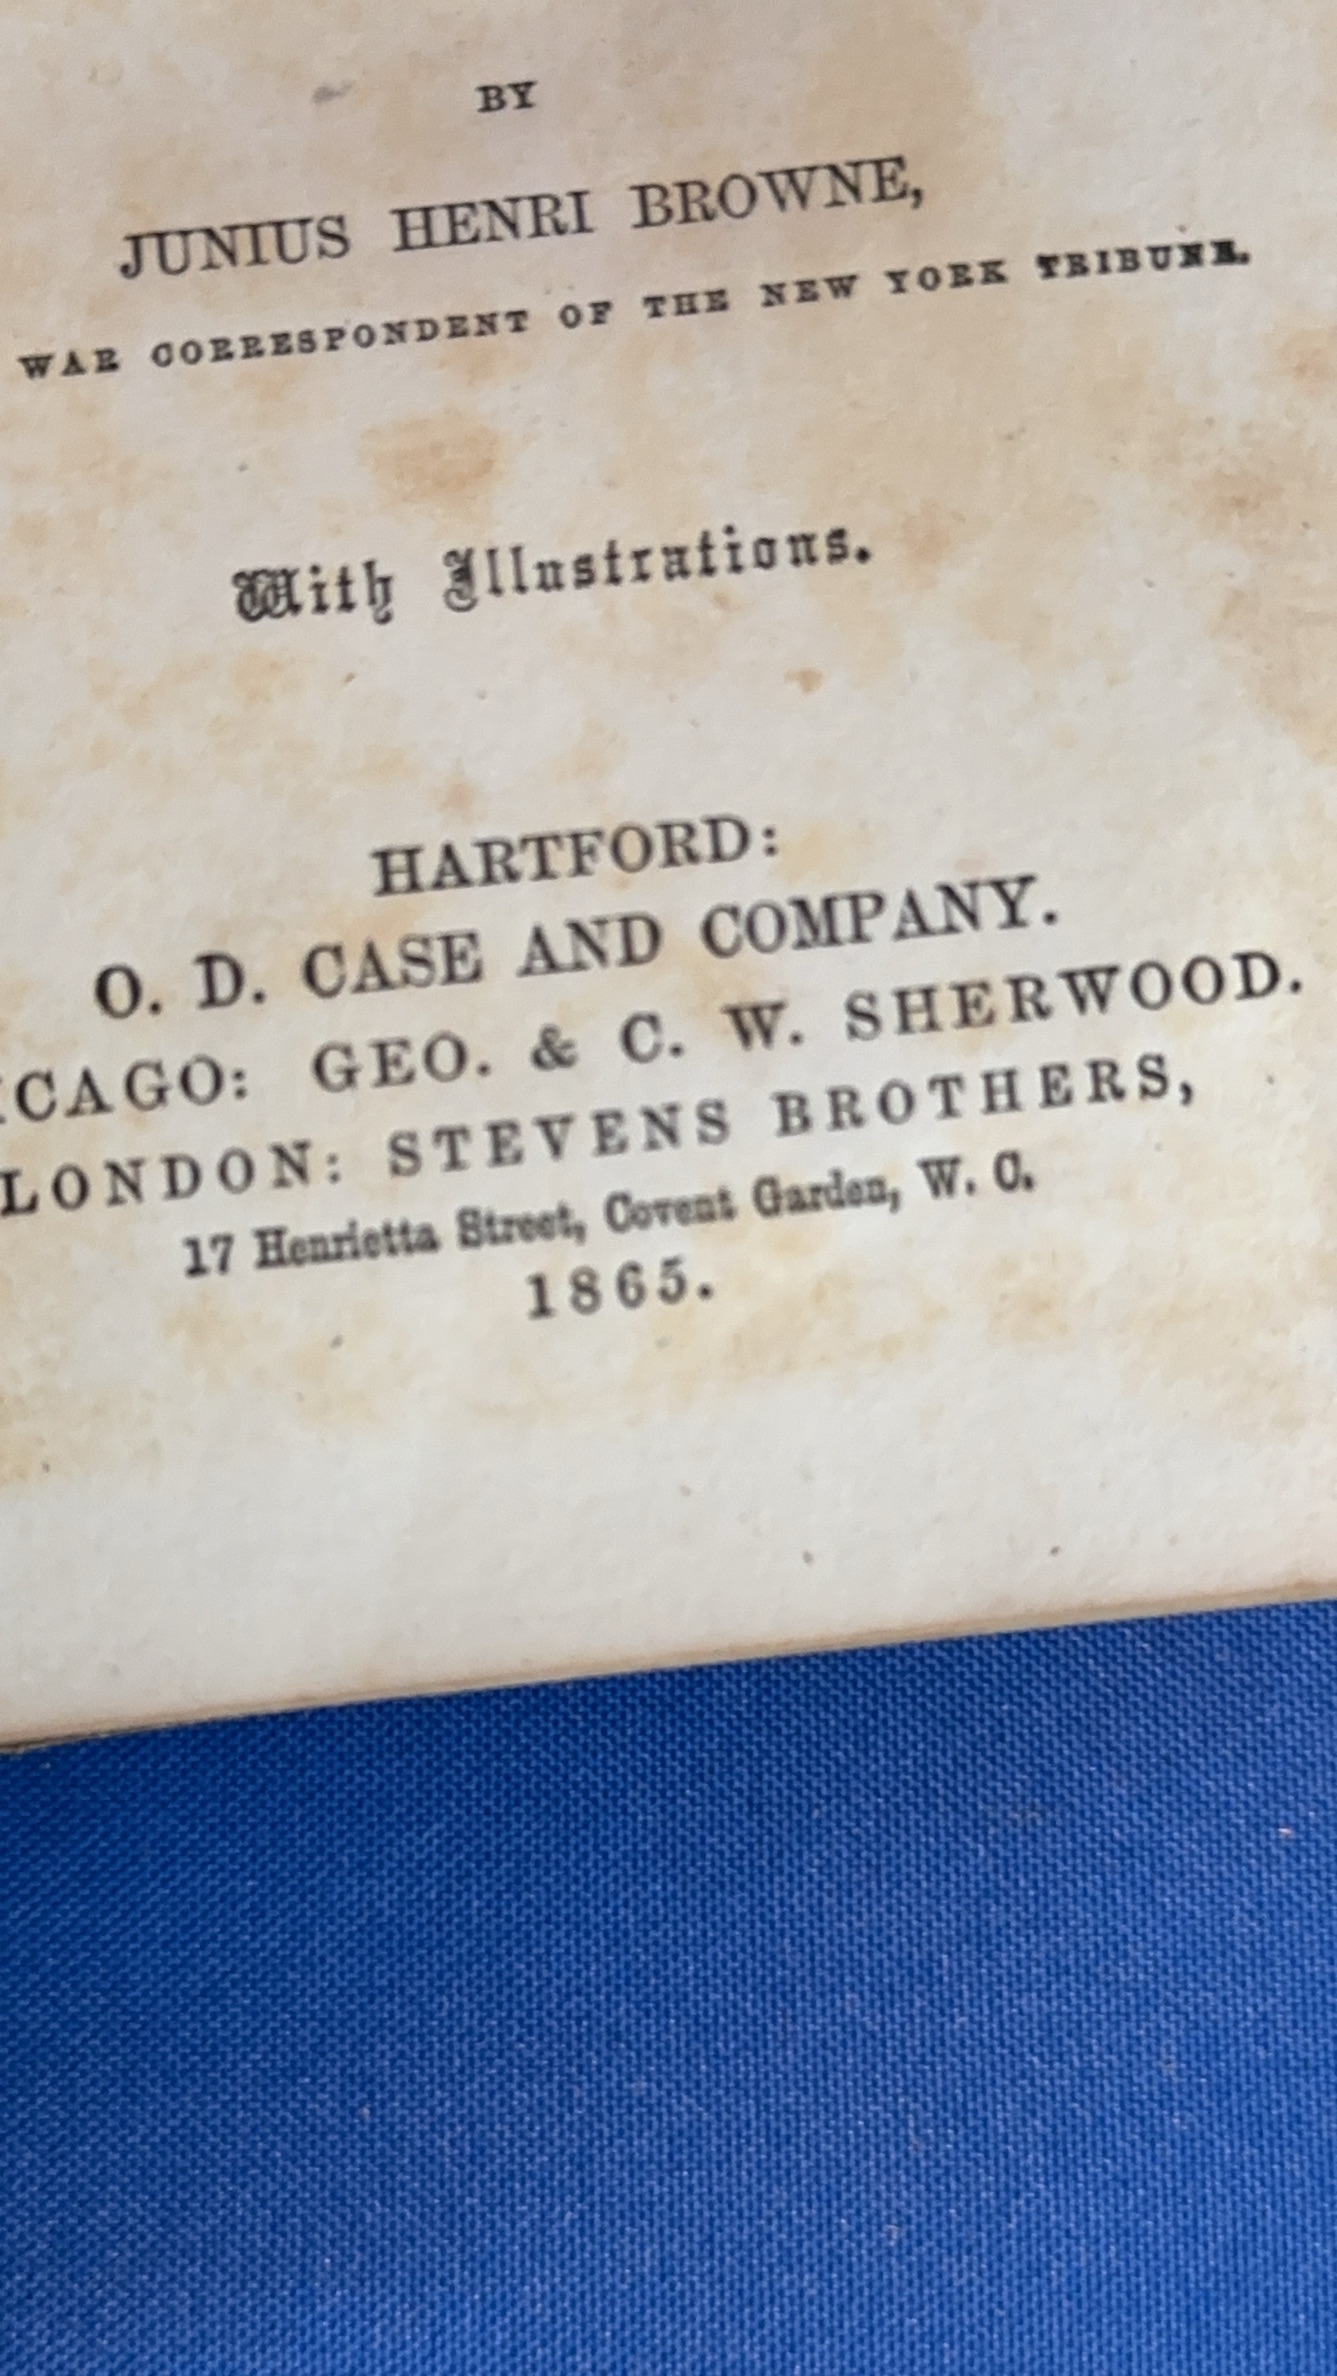 BY
JUNIUS HENRI BROWNE,
WAR CORRESPONDENT OF THE NEW YORK TRIBUNE.
With Illustrations.
HARTFORD:
O. D. CASE AND COMPANY.
ICAGO: GEO. & C. W. SHERWOOD.
LONDON: STEVENS BROTHERS,
17 Henrietta Street, Covent Garden, W. C.
1865.